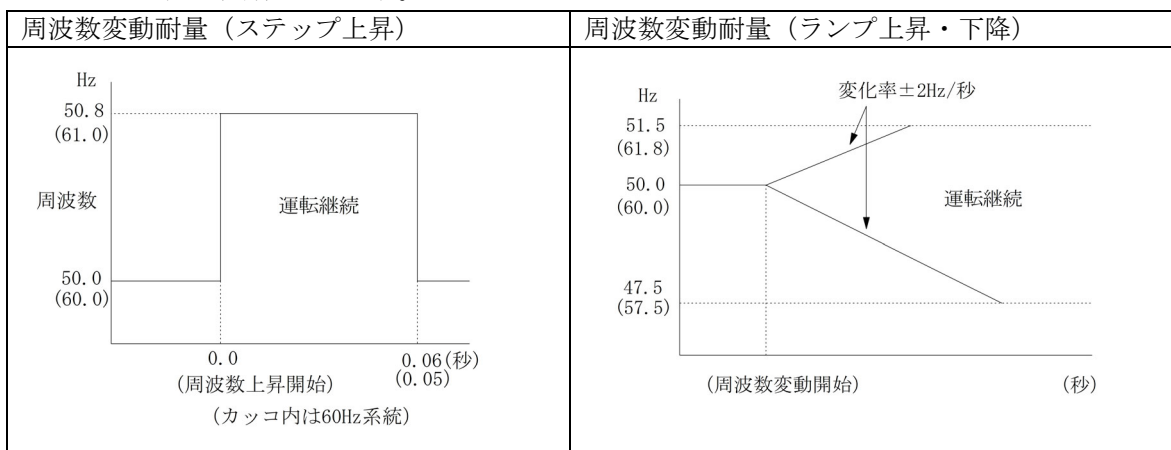 周波数変動耐量（ステップ上昇）
Hz
50.8
(61.0)
周波数
運転継続
50.0
(60.0)
0.0
0.06(秒)
(0.05)
(周波数上昇開始)
(カッコ内は60Hz系統)
周波数変動耐量（ランプ上昇・下降）
Hz
変化率±2Hz/秒
51.5
(61.8)
50.0
(60.0)
運転継続
47.5
(57.5)
(周波数変動開始)
(秒)